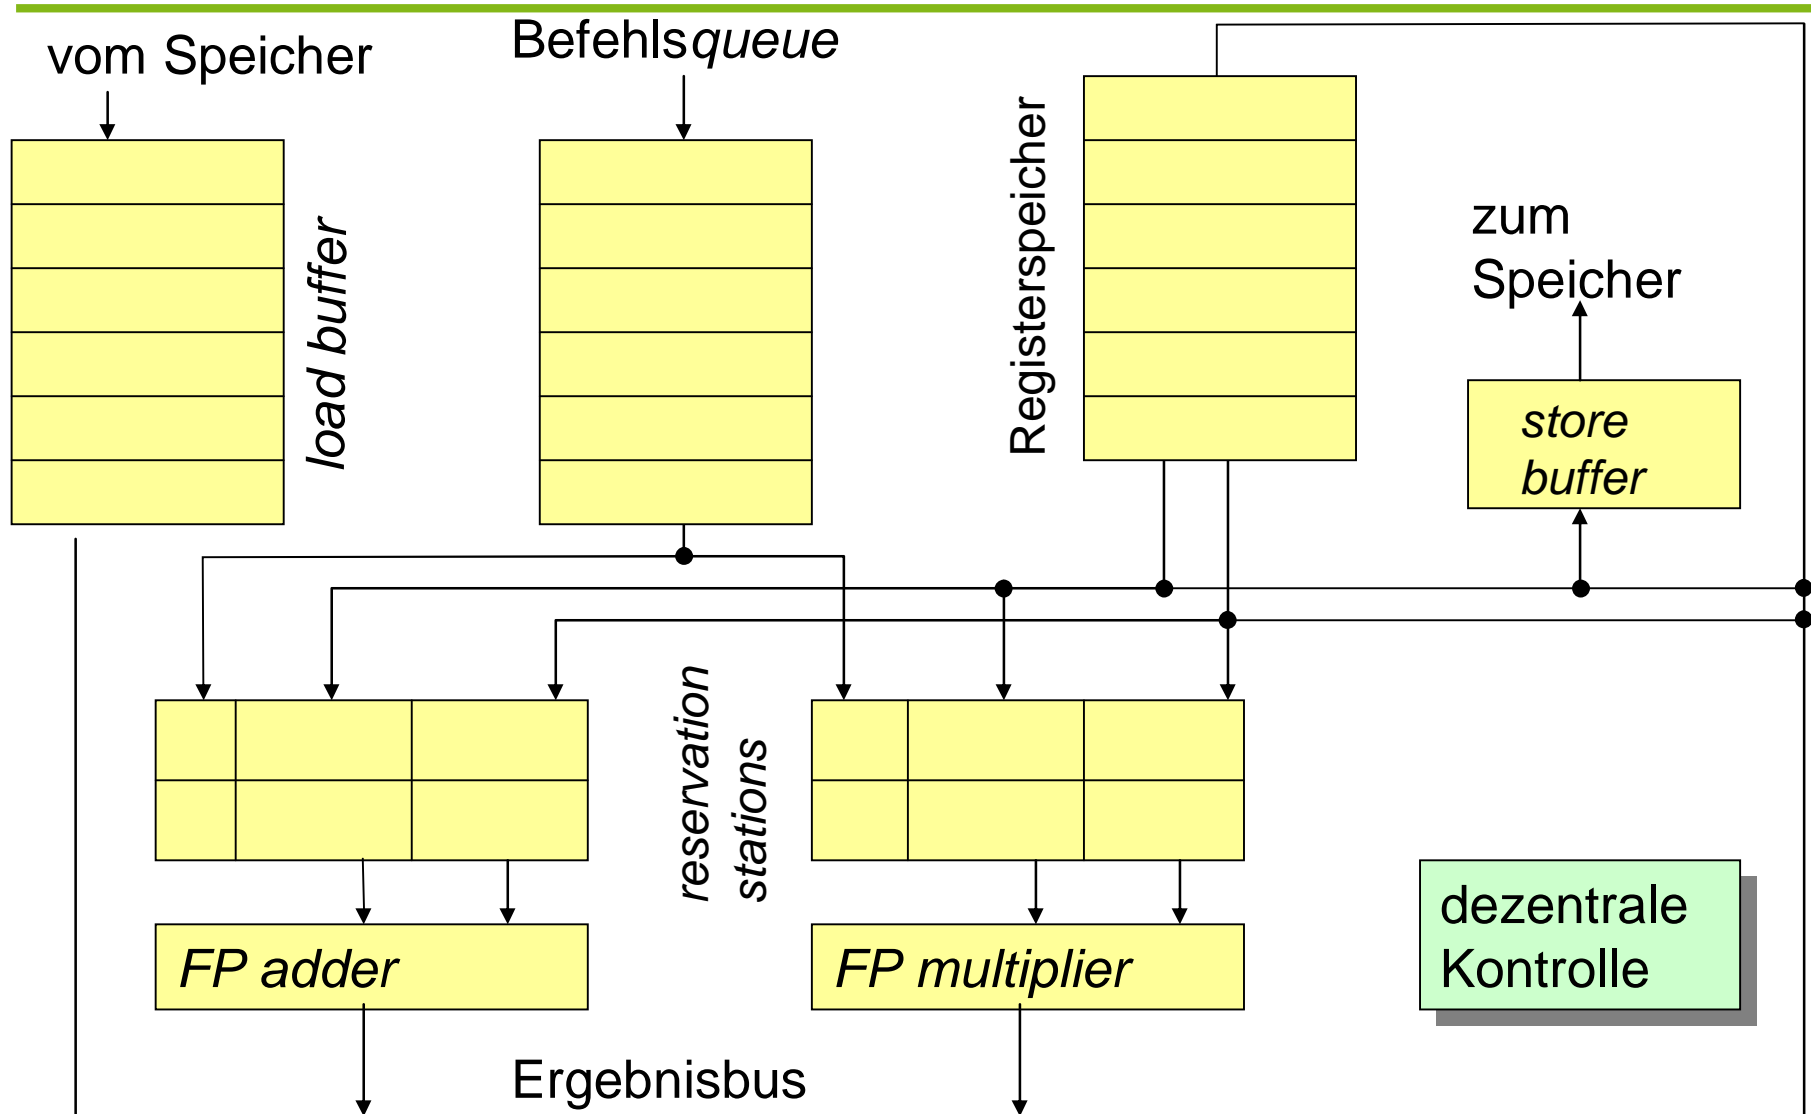 vom Speicher
Befehlsqueue
load buffer
Registerspeicher
zum
Speicher
store
buffer
reservation
stations
FP adder
FP multiplier
dezentrale
Kontrolle
Ergebnisbus